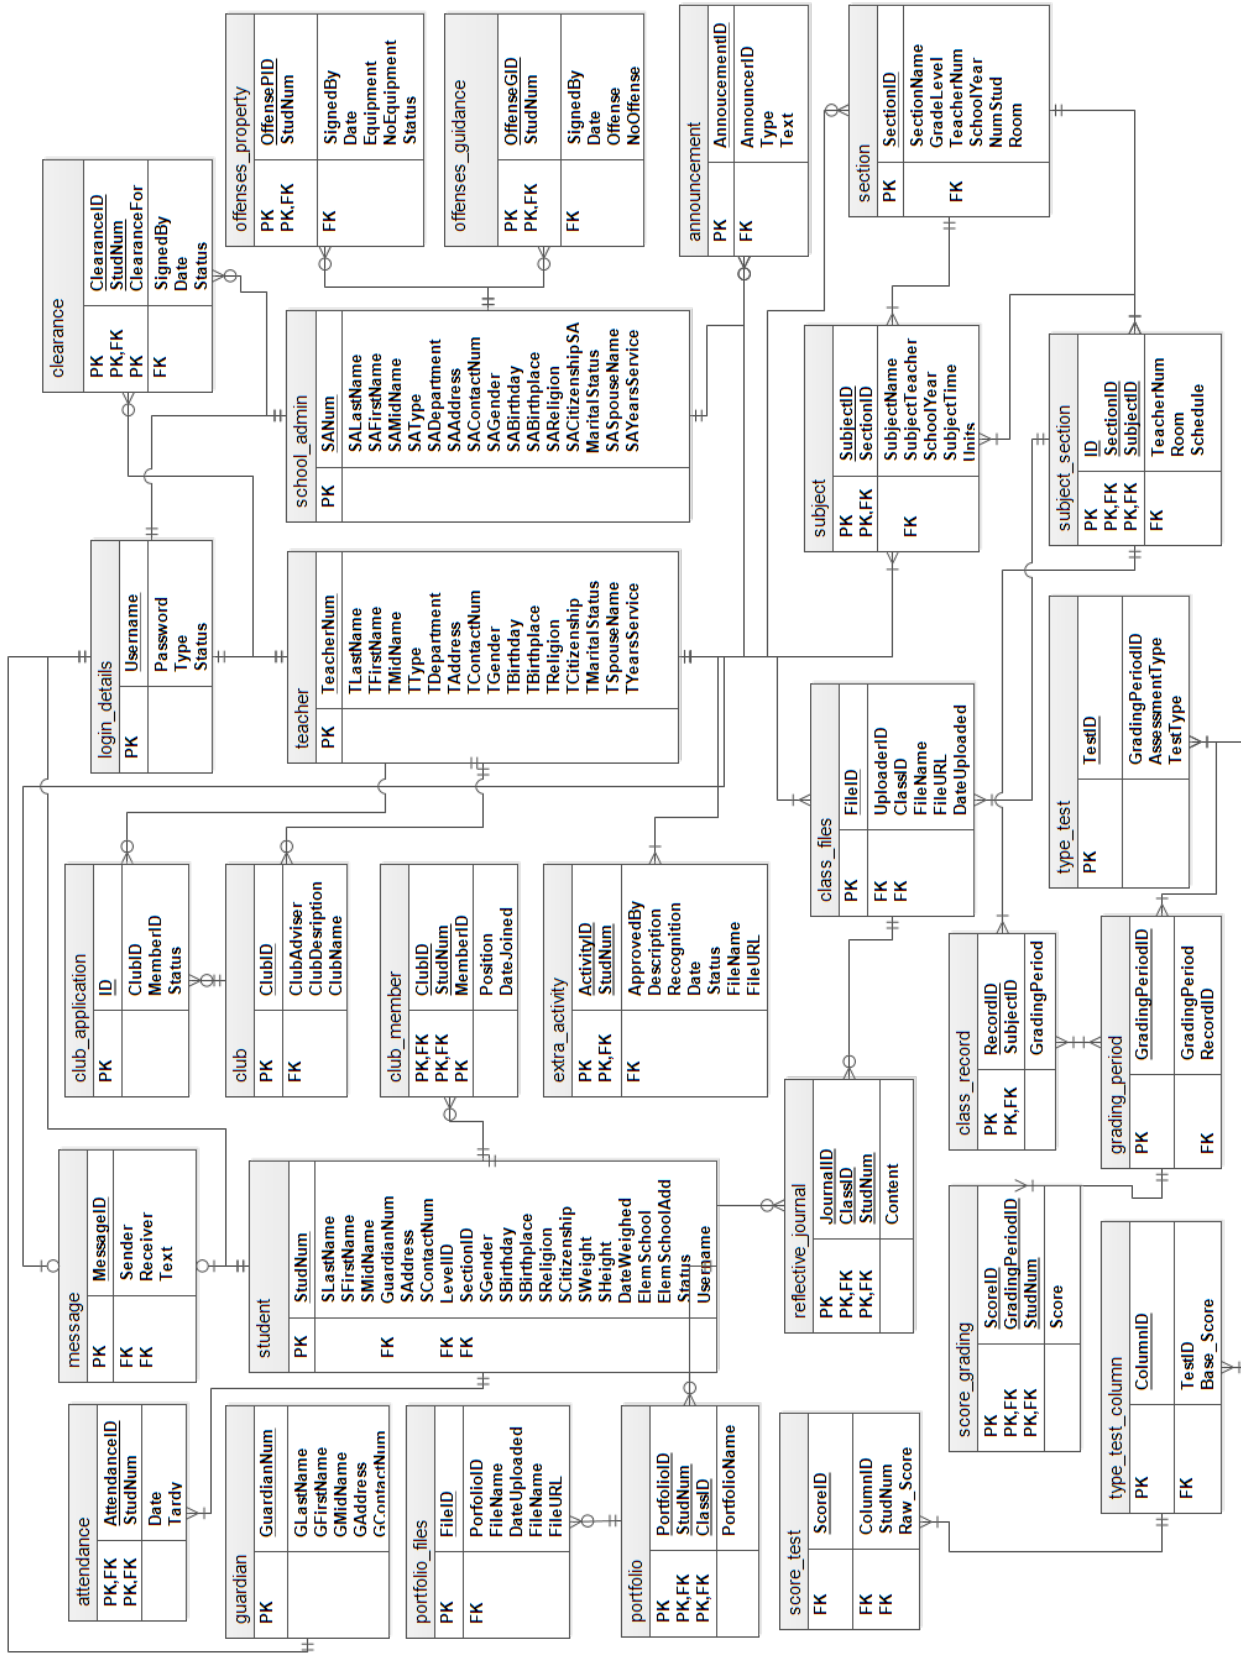 attendance
PK,FK AttendanceID
PK,FK StudNum
Date
Tardy
message
PK MessageID
FK Sender
FK Receiver
Text
club_application
PK ID
ClubID
MemberID
Status
login_details
PK Username
Password
Type
Status
clearance
PK ClearanceID
PK,FK StudNum
PK ClearanceFor
FK SignedBy
Date
Status
guardian
PK GuardianNum
GLastName
GFirstName
GMidName
GAddress
GContactNum
student
PK StudNum
SLastName
SFirstName
SMidName
FK GuardianNum
SAddress
SContactNum
FK LevelID
FK SectionID
SGender
SBirthday
SBirthplace
SReligion
SCitizenship
SWeight
SHeight
DateWeighed
ElemSchool
ElemSchoolAdd
Status
Username
club
PK ClubID
FK ClubAdviser
ClubDesription
ClubName
teacher
PK TeacherNum
TLastName
TFirstName
TMidName
TType
TDepartment
TAddress
TContactNum
TGender
TBirthday
TBirthplace
TReligion
TCitizenship
TMaritalStatus
TSpouseName
TYearsService
school_admin
PK SANum
SALastName
SAFirstName
SAMidName
SAType
SADepartment
SAAddress
SAContactNum
SAGender
SABirthday
SABirthplace
SAReligion
SACitizenshipSA
MaritalStatus
SASpouseName
SAYearsService
offenses_property
PK OffensePID
PK,FK StudNum
FK SignedBy
Date
Equipment
NoEquipment
Status
portfolio_files
PK FileID
FK PorfolioID
FileName
DateUploaded
FileName
FileURL
club_member
PK,FK ClubID
PK,FK StudNum
PK MemberID
Position
DateJoined
offenses_guidance
PK OffenseGID
PK,FK StudNum
FK SignedBy
Date
Offense
NoOffense
portfolio
PK PortfolioID
PK,FK StudNum
PK,FK ClassID
PortfolioName
extra_activity
PK ActivityID
PK,FK StudNum
FK ApprovedBy
Description
Recognition
Date
Status
FileName
FileURL
announcement
PK AnnoucementID
FK AnnouncerID
Type
Text
score_test
FK ScoreID
FK ColumnID
FK StudNum
Raw_Score
reflective_journal
PK JournalID
PK,FK ClassID
PK,FK StudNum
Content
class_files
PK FileID
FK UploaderID
FK ClassID
FileName
FileURL
DateUploaded
subject
PK SubjectID
PK,FK SectionID
SubjectName
FK SubjectTeacher
SchoolYear
SubjectTime
Units
section
PK SectionID
SectionName
GradeLevel
FK TeacherNum
SchoolYear
NumStud
Room
score_grading
PK ScoreID
PK,FK GradingPeriodID
PK,FK StudNum
Score
class_record
PK RecordID
PK,FK SubjectID
GradingPeriod
type_test
PK TestID
GradingPeriodID
AssessmentType
TestType
subject_section
PK ID
PK,FK SectionID
PK,FK SubjectID
FK TeacherNum
Room
Schedule
type_test_column
PK ColumnID
FK TestID
Base_Score
grading_period
PK GradingPeriodID
GradingPeriod
FK RecordID